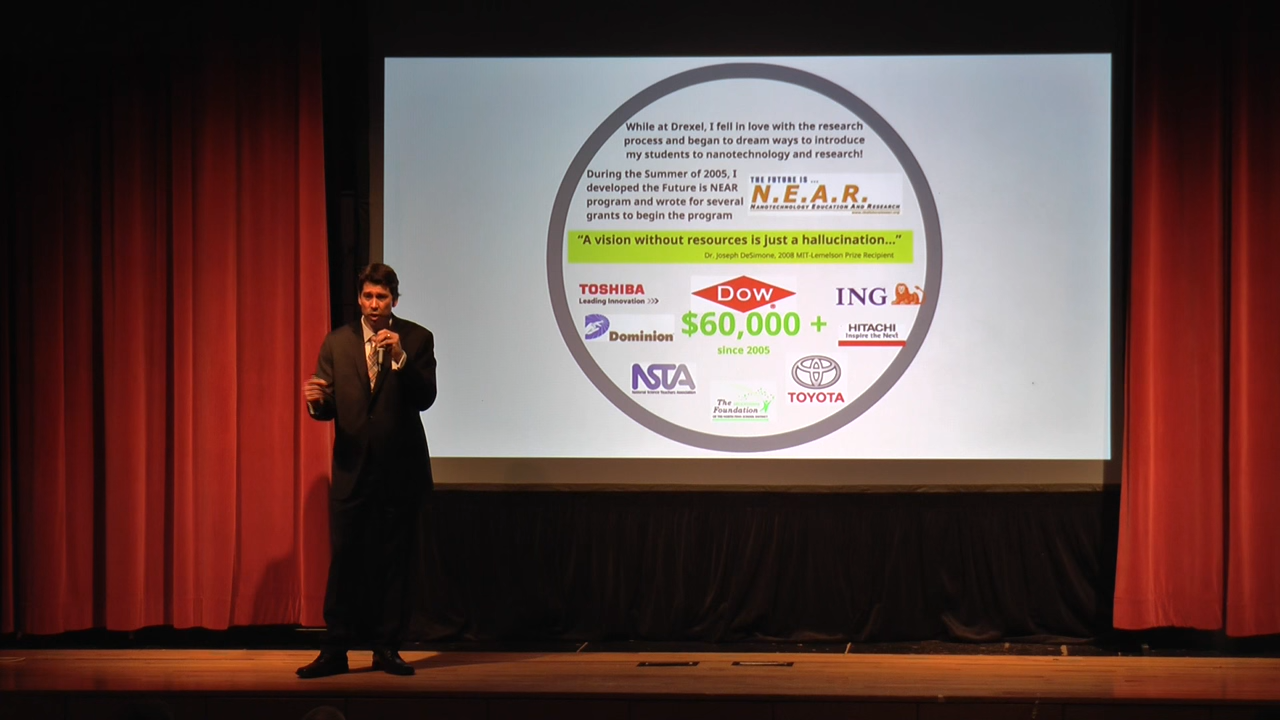 While at Drexel, I fell in love with the research
process and began to dream ways to introduce
my students to nanotechnology and research!
During the Summer of 2005, I
developed the Future is NEAR
program and wrote for several
grants to begin the program
THE FUTURE IS ...
N.E.A.R.
NANOTECHNOLOGY EDUCATION AND RESEARCH
“A vision without resources is just a hallucination...”
Dr. Joseph DeSimone, 2008 MIT-Lemelson Prize Recipient
TOSHIBA
Leading Innovation >>>
DOW
ING
Dominion
$60,000 +
since 2005
HITACHI
Inspire the Next
NSTA
National Science Teachers Association
The
Foundation
TOYOTA